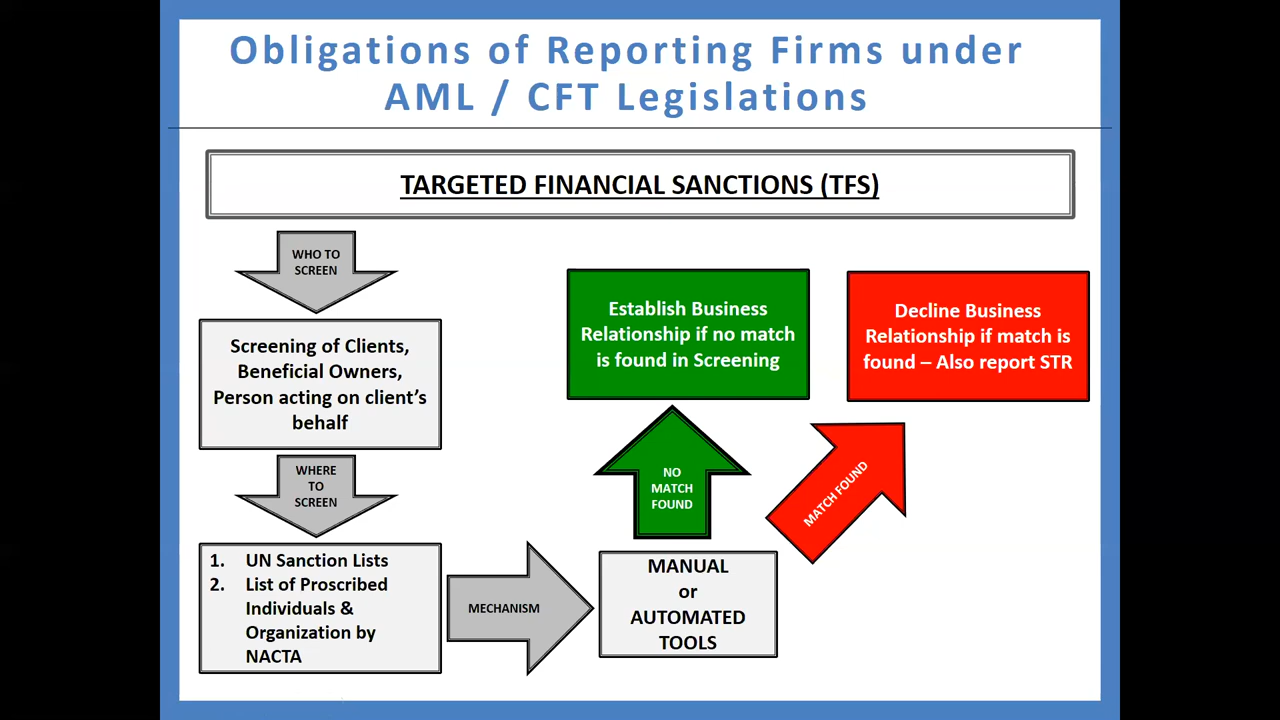 Obligations of Reporting Firms under
AML / CFT Legislations
TARGETED FINANCIAL SANCTIONS (TFS)
WHO TO
SCREEN
Screening of Clients,
Beneficial Owners,
Person acting on client's
behalf
WHERE
TO
SCREEN
1. UN Sanction Lists
2. List of Proscribed
Individuals &
Organization by
NACTA
MECHANISM
MANUAL
or
AUTOMATED
TOOLS
NO
MATCH
FOUND
Establish Business
Relationship if no match
is found in Screening
MATCH FOUND
Decline Business
Relationship if match is
found – Also report STR